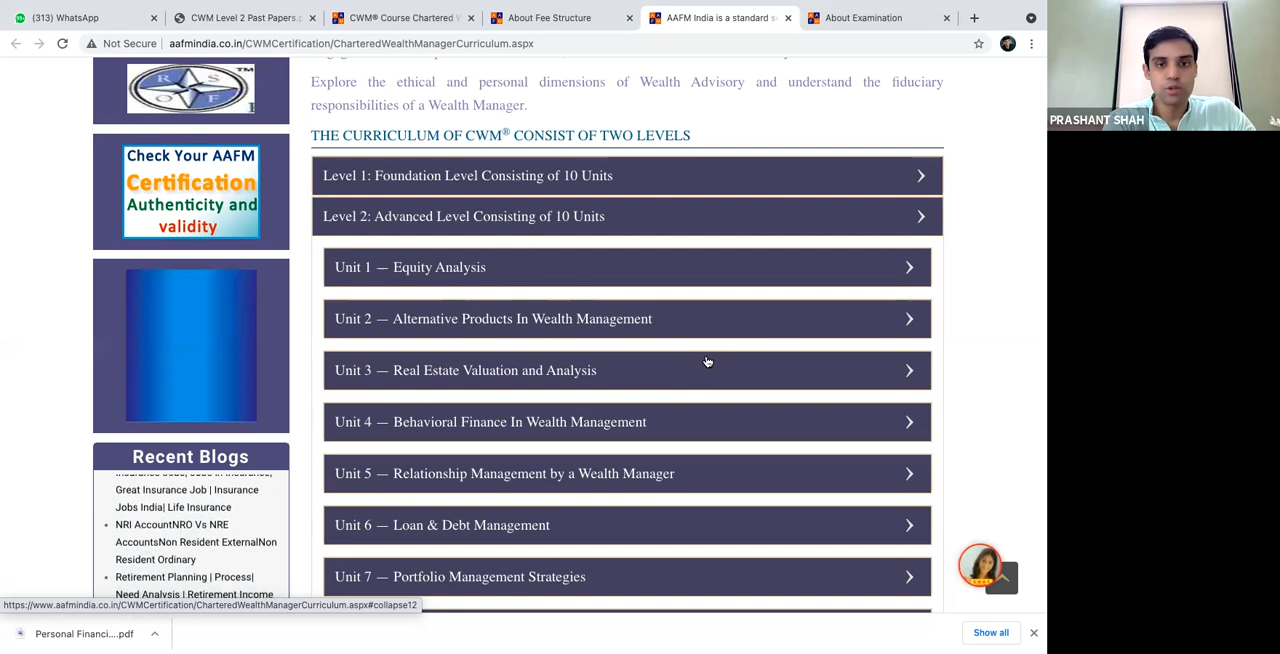 (313) WhatsApp
CWM Level 2 Past Papers.p
CWM® Course Chartered W
About Fee Structure
AAFM India is a standard s
About Examination
Not Secure
aafmindia.co.in/CWMCertification/CharteredWealthManagerCurriculum.aspx
PRASHANT SHAH
Explore the ethical and personal dimensions of Wealth Advisory and understand the fiduciary
responsibilities of a Wealth Manager.
THE CURRICULUM OF CWM® CONSIST OF TWO LEVELS
Level 1: Foundation Level Consisting of 10 Units
Level 2: Advanced Level Consisting of 10 Units
Unit 1 — Equity Analysis
Unit 2 — Alternative Products In Wealth Management
Unit 3 — Real Estate Valuation and Analysis
Unit 4 — Behavioral Finance In Wealth Management
Unit 5 — Relationship Management by a Wealth Manager
Unit 6 — Loan & Debt Management
Unit 7 — Portfolio Management Strategies
Check Your AAFM
Certification
Authenticity and
validity
Recent Blogs
Great Insurance Job | Insurance
Jobs India| Life Insurance
NRI AccountNRO Vs NRE
AccountsNon Resident ExternalNon
Resident Ordinary
Retirement Planning | Process|
Need Analysis | Retirement Income
https://www.aafmindia.co.in/CWMCertification/CharteredWealthManagerCurriculum.aspx#collapse12
Personal Financi....pdf
Show all